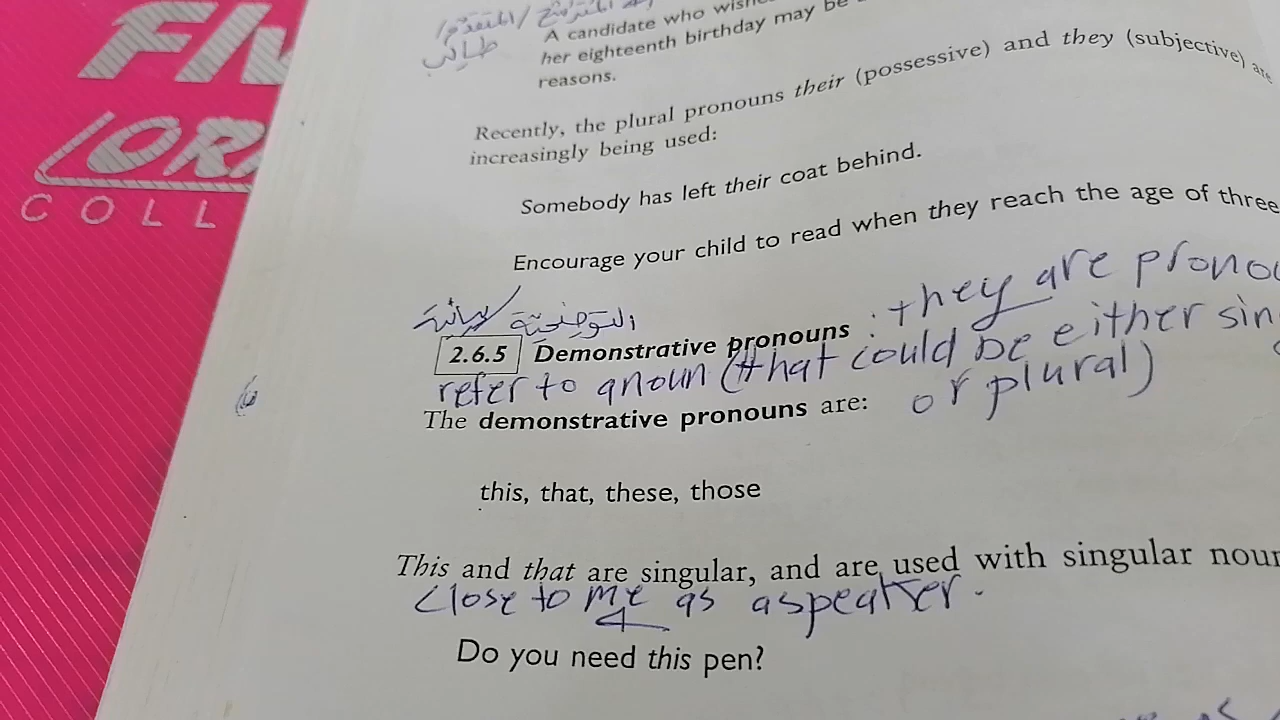 المترشح / المتقدم /
طالب
A candidate who
her eighteenth birthday may be
reasons.
Recently, the plural pronouns their (possessive) and they (subjective) are
increasingly being used:
Somebody has left their coat behind.
Encourage your child to read when they reach the age of three
التوضيحية
2.6.5 Demonstrative pronouns : they are
refer to a noun (that could be either
or plural)
The demonstrative pronouns are:
this, that, these, those
This and that are singular, and are used with singular
close to me as a speaker.
Do you need this pen?
COLL